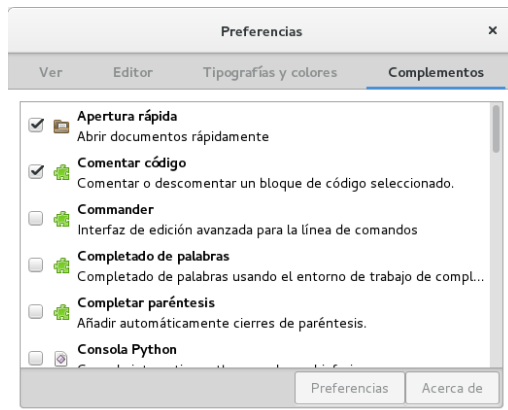 Preferencias
Ver Editor Tipografías y colores Complementos
Apertura rápida
Abrir documentos rápidamente
Comentar código
Comentar o descomentar un bloque de código seleccionado.
Commander
Interfaz de edición avanzada para la línea de comandos
Completado de palabras
Completado de palabras usando el entorno de trabajo de compl...
Completar paréntesis
Añadir automáticamente cierres de paréntesis.
Consola Python
Preferencias Acerca de